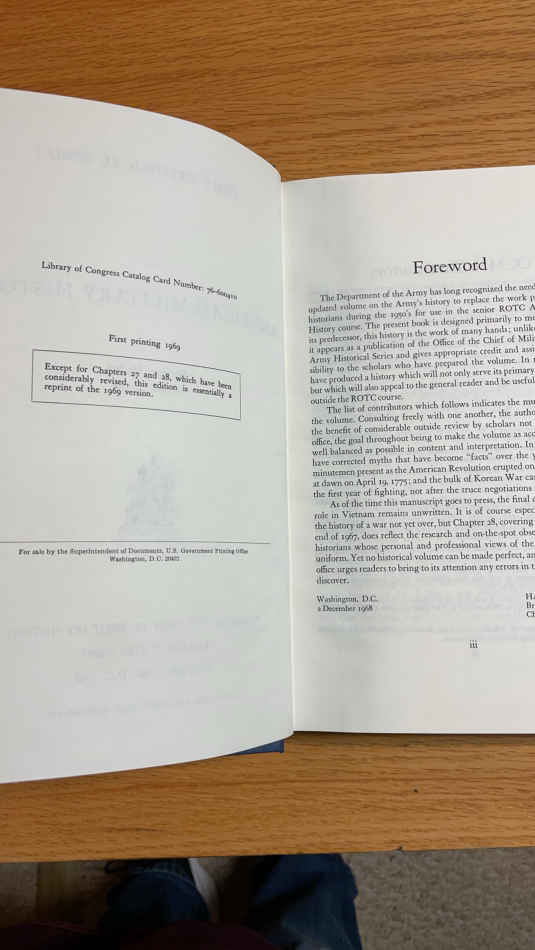 Library of Congress Catalog Card Number: 76-600410
First printing 1969
Except for Chapters 27 and 28, which have been
considerably revised, this edition is essentially a
reprint of the 1969 version.
For sale by the Superintendent of Documents, U.S. Government Printing Office
Washington, D.C. 20402
Foreword
The Department of the Army has long recognized the need
updated volume on the Army's history to replace the work
historians during the 1950's for use in the senior ROTC
History course. The present book is designed primarily to
its predecessor, this history is the work of many hands;
it appears as a publication of the Office of the Chief of
Army Historical Series and gives appropriate credit and
sibility to the scholars who have prepared the volume. In
have produced a history which will not only serve its primary
but which will also appeal to the general reader and be useful
outside the ROTC course.
The list of contributors which follows indicates the
the volume. Consulting freely with one another, the
the benefit of considerable outside review by scholars not
office, the goal throughout being to make the volume as
well balanced as possible in content and interpretation. In
have corrected myths that have become "facts" over the
minutemen present as the American Revolution erupted on
at dawn on April 19, 1775; and the bulk of Korean War
the first year of fighting, not after the truce negotiations
As of the time this manuscript goes to press, the final
role in Vietnam remains unwritten. It is of course
the history of a war not yet over, but Chapter 28, covering
end of 1967, does reflect the research and on-the-spot
historians whose personal and professional views of the
uniform. Yet no historical volume can be made perfect,
office urges readers to bring to its attention any errors in
discover.
Washington, D.C.
2 December 1968
iii